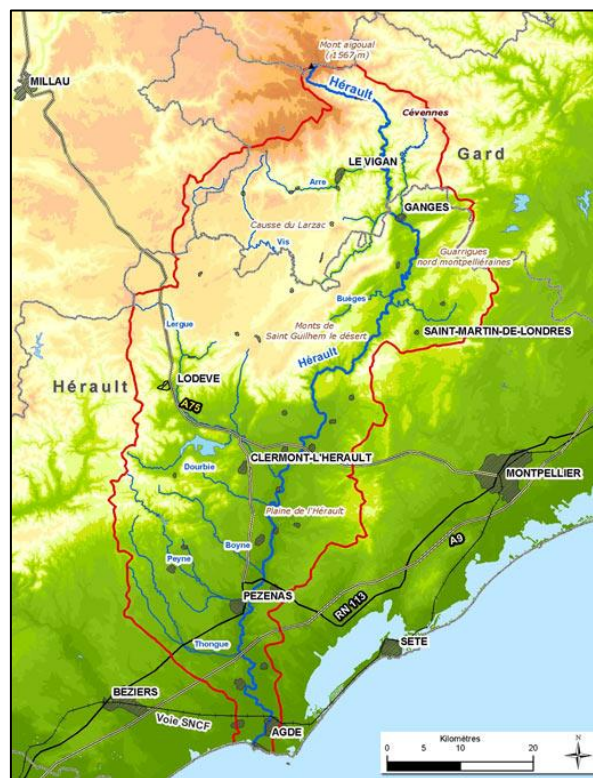 Mont aigoual
(1567 m)
MILLAU
Hérault
Cévennes
LE VIGAN
Gard
Arre
GANGES
Causse du Larzac
Vis
Guarrigues
nord montpelliéraines
Buèges
Lergue
Monts de
Saint Guilhem le désert
SAINT-MARTIN-DE-LONDRES
Hérault
Hérault
LODEVE
A75
CLERMONT-L'HERAULT
Dourbie
MONTPELLIER
Plaine de l'Hérault
Boyne
Peyne
A9
PEZENAS
RN 113
Thongue
SETE
BEZIERS
Voie SNCF
AGDE
Kilomètres
0 5 10 20
N